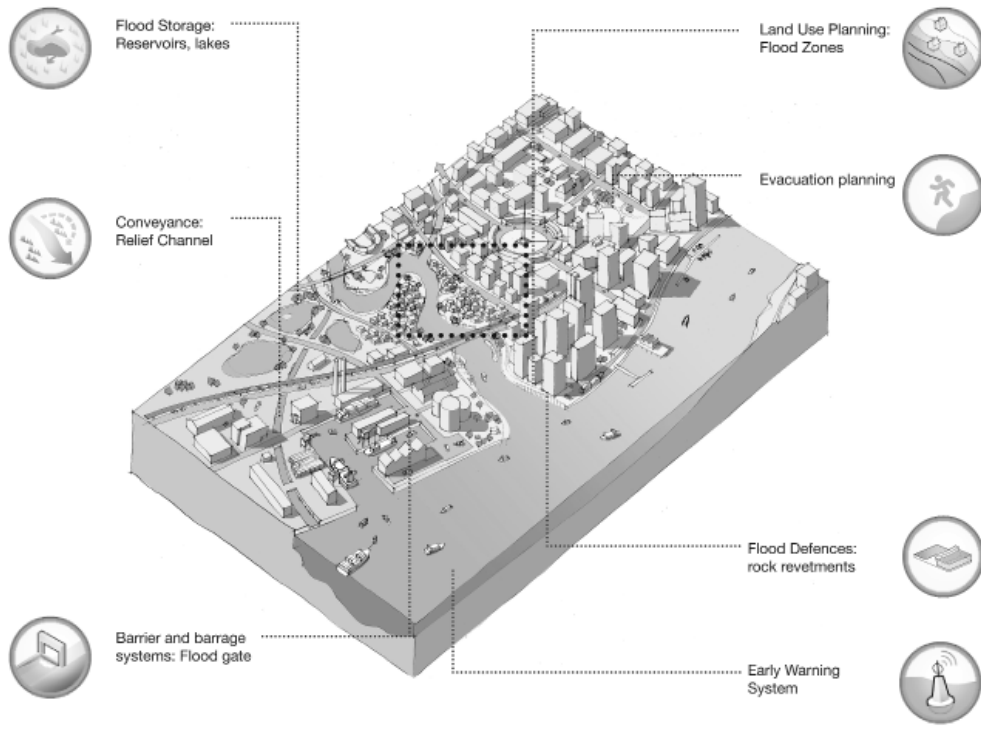 Flood Storage:
Reservoirs, lakes
Land Use Planning:
Flood Zones
Evacuation planning
Conveyance:
Relief Channel
Flood Defences:
rock revetments
Barrier and barrage
systems: Flood gate
Early Warning
System